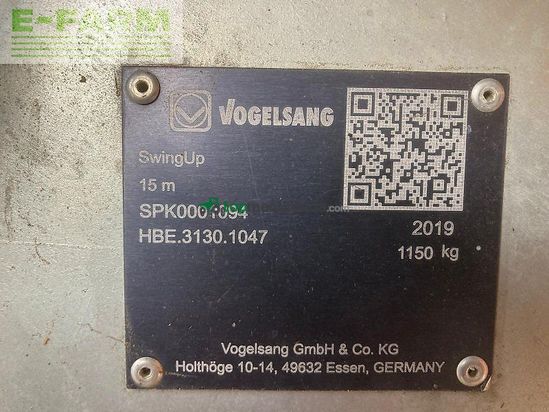 E-FARM
VOGELSANG
SwingUp
15 m
SPK0001094
HBE.3130.1047
2019
1150 kg
Vogelsang GmbH & Co. KG
Holthöge 10-14, 49632 Essen, GERMANY